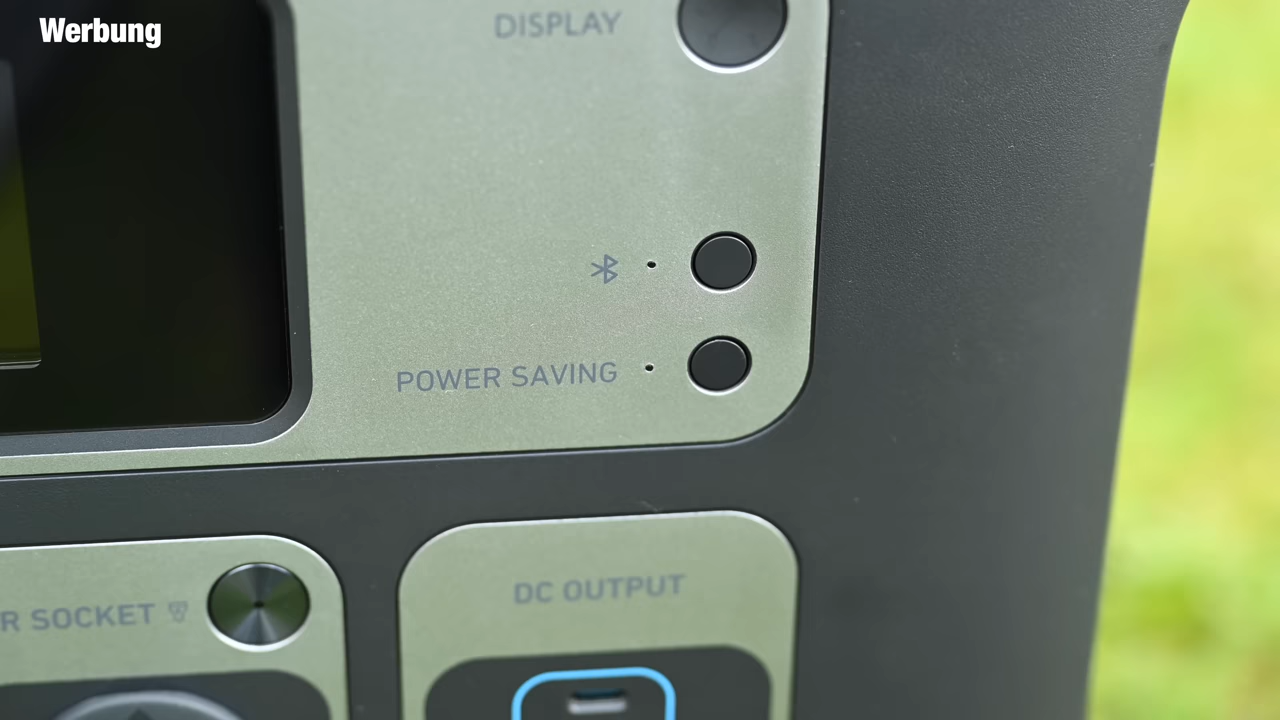 Werbung
DISPLAY
POWER SAVING
R SOCKET
DC OUTPUT